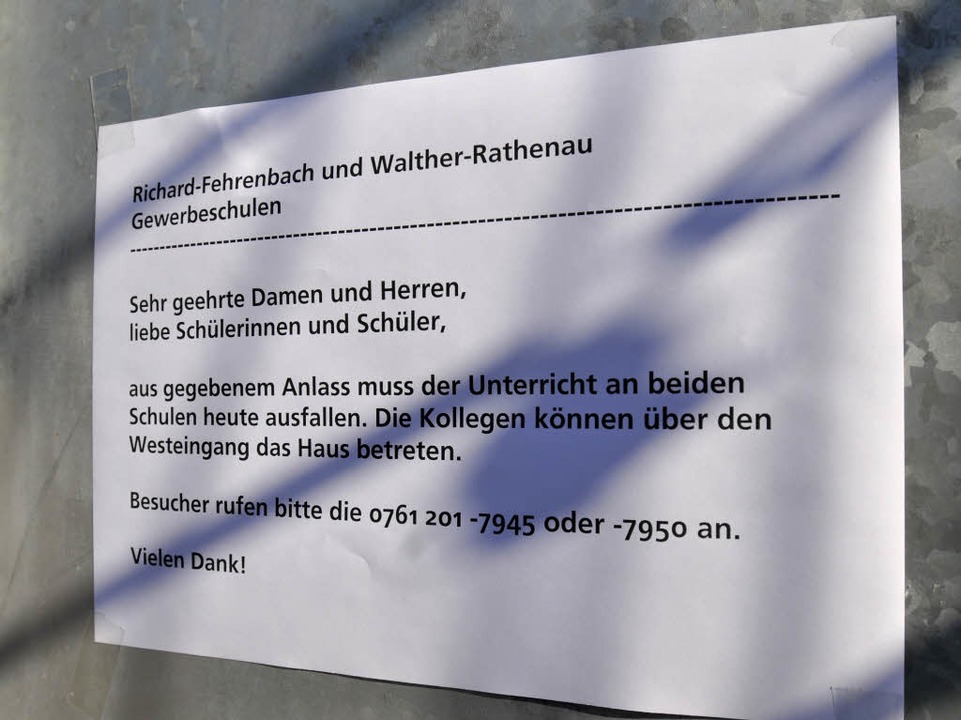 Richard-Fehrenbach und Walther-Rathenau
Gewerbeschulen
--------------------------------------------------------------------------------
Sehr geehrte Damen und Herren,
liebe Schülerinnen und Schüler,
aus gegebenem Anlass muss der Unterricht an beiden
Schulen heute ausfallen. Die Kollegen können über den
Westeingang das Haus betreten.
Besucher rufen bitte die 0761 201 -7945 oder -7950 an.
Vielen Dank!